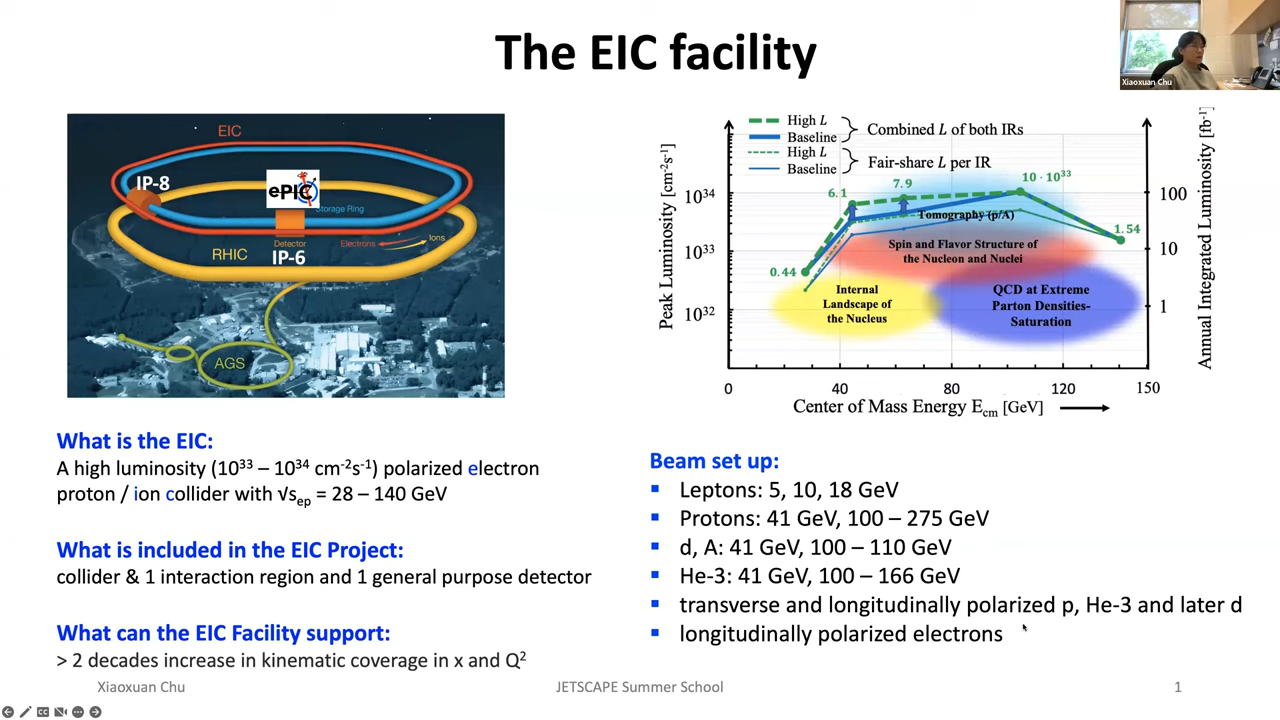 The EIC facility
Xiaoxuan Chu
EIC
IP-8
ePIC
Storage Ring
Detector
Electrons
Ions
RHIC
IP-6
AGS
High L
Baseline
Combined L of both IRs
High L
Baseline
Fair-share L per IR
Peak Luminosity [cm⁻²s⁻¹]
Annual Integrated Luminosity [fb⁻¹]
10³⁴
10³³
10³²
100
10
1
0.44
6.1
7.9
10 · 10³³
1.54
Tomography (p/A)
Spin and Flavor Structure of
the Nucleon and Nuclei
Internal
Landscape of
the Nucleus
QCD at Extreme
Parton Densities-
Saturation
0
40
80
120
150
Center of Mass Energy E_cm [GeV]
What is the EIC:
A high luminosity (10³³ – 10³⁴ cm⁻²s⁻¹) polarized electron
proton / ion collider with √s_ep = 28 – 140 GeV
What is included in the EIC Project:
collider & 1 interaction region and 1 general purpose detector
What can the EIC Facility support:
> 2 decades increase in kinematic coverage in x and Q²
Beam set up:
▪ Leptons: 5, 10, 18 GeV
▪ Protons: 41 GeV, 100 – 275 GeV
▪ d, A: 41 GeV, 100 – 110 GeV
▪ He-3: 41 GeV, 100 – 166 GeV
▪ transverse and longitudinally polarized p, He-3 and later d
▪ longitudinally polarized electrons
Xiaoxuan Chu
JETSCAPE Summer School
1